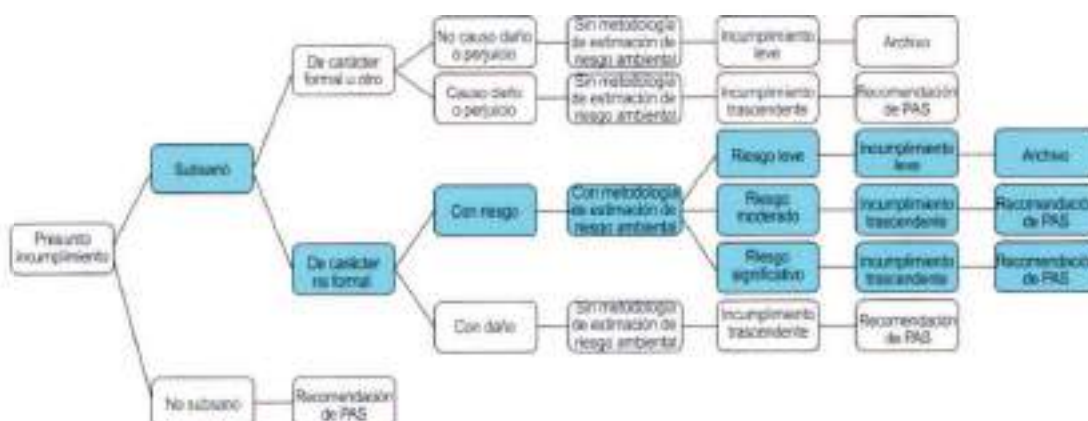 No causo daño
o perjuicio
Sin metodología
de estimación de
riesgo ambiental
Incumplimiento
leve
Archivo
De carácter
formal u otro
Causo daño
o perjuicio
Sin metodología
de estimación de
riesgo ambiental
Incumplimiento
trascendente
Recomendación
de PAS
Subsanó
Riesgo leve
Incumplimiento
leve
Archivo
Con riesgo
Con metodología
de estimación de
riesgo ambiental
Riesgo
moderado
Incumplimiento
trascendente
Recomendación
de PAS
Presunto
incumplimiento
De carácter
no formal
Riesgo
significativo
Incumplimiento
trascendente
Recomendación
de PAS
Con daño
Sin metodología
de estimación de
riesgo ambiental
Incumplimiento
trascendente
Recomendación
de PAS
No subsano
Recomendación
de PAS